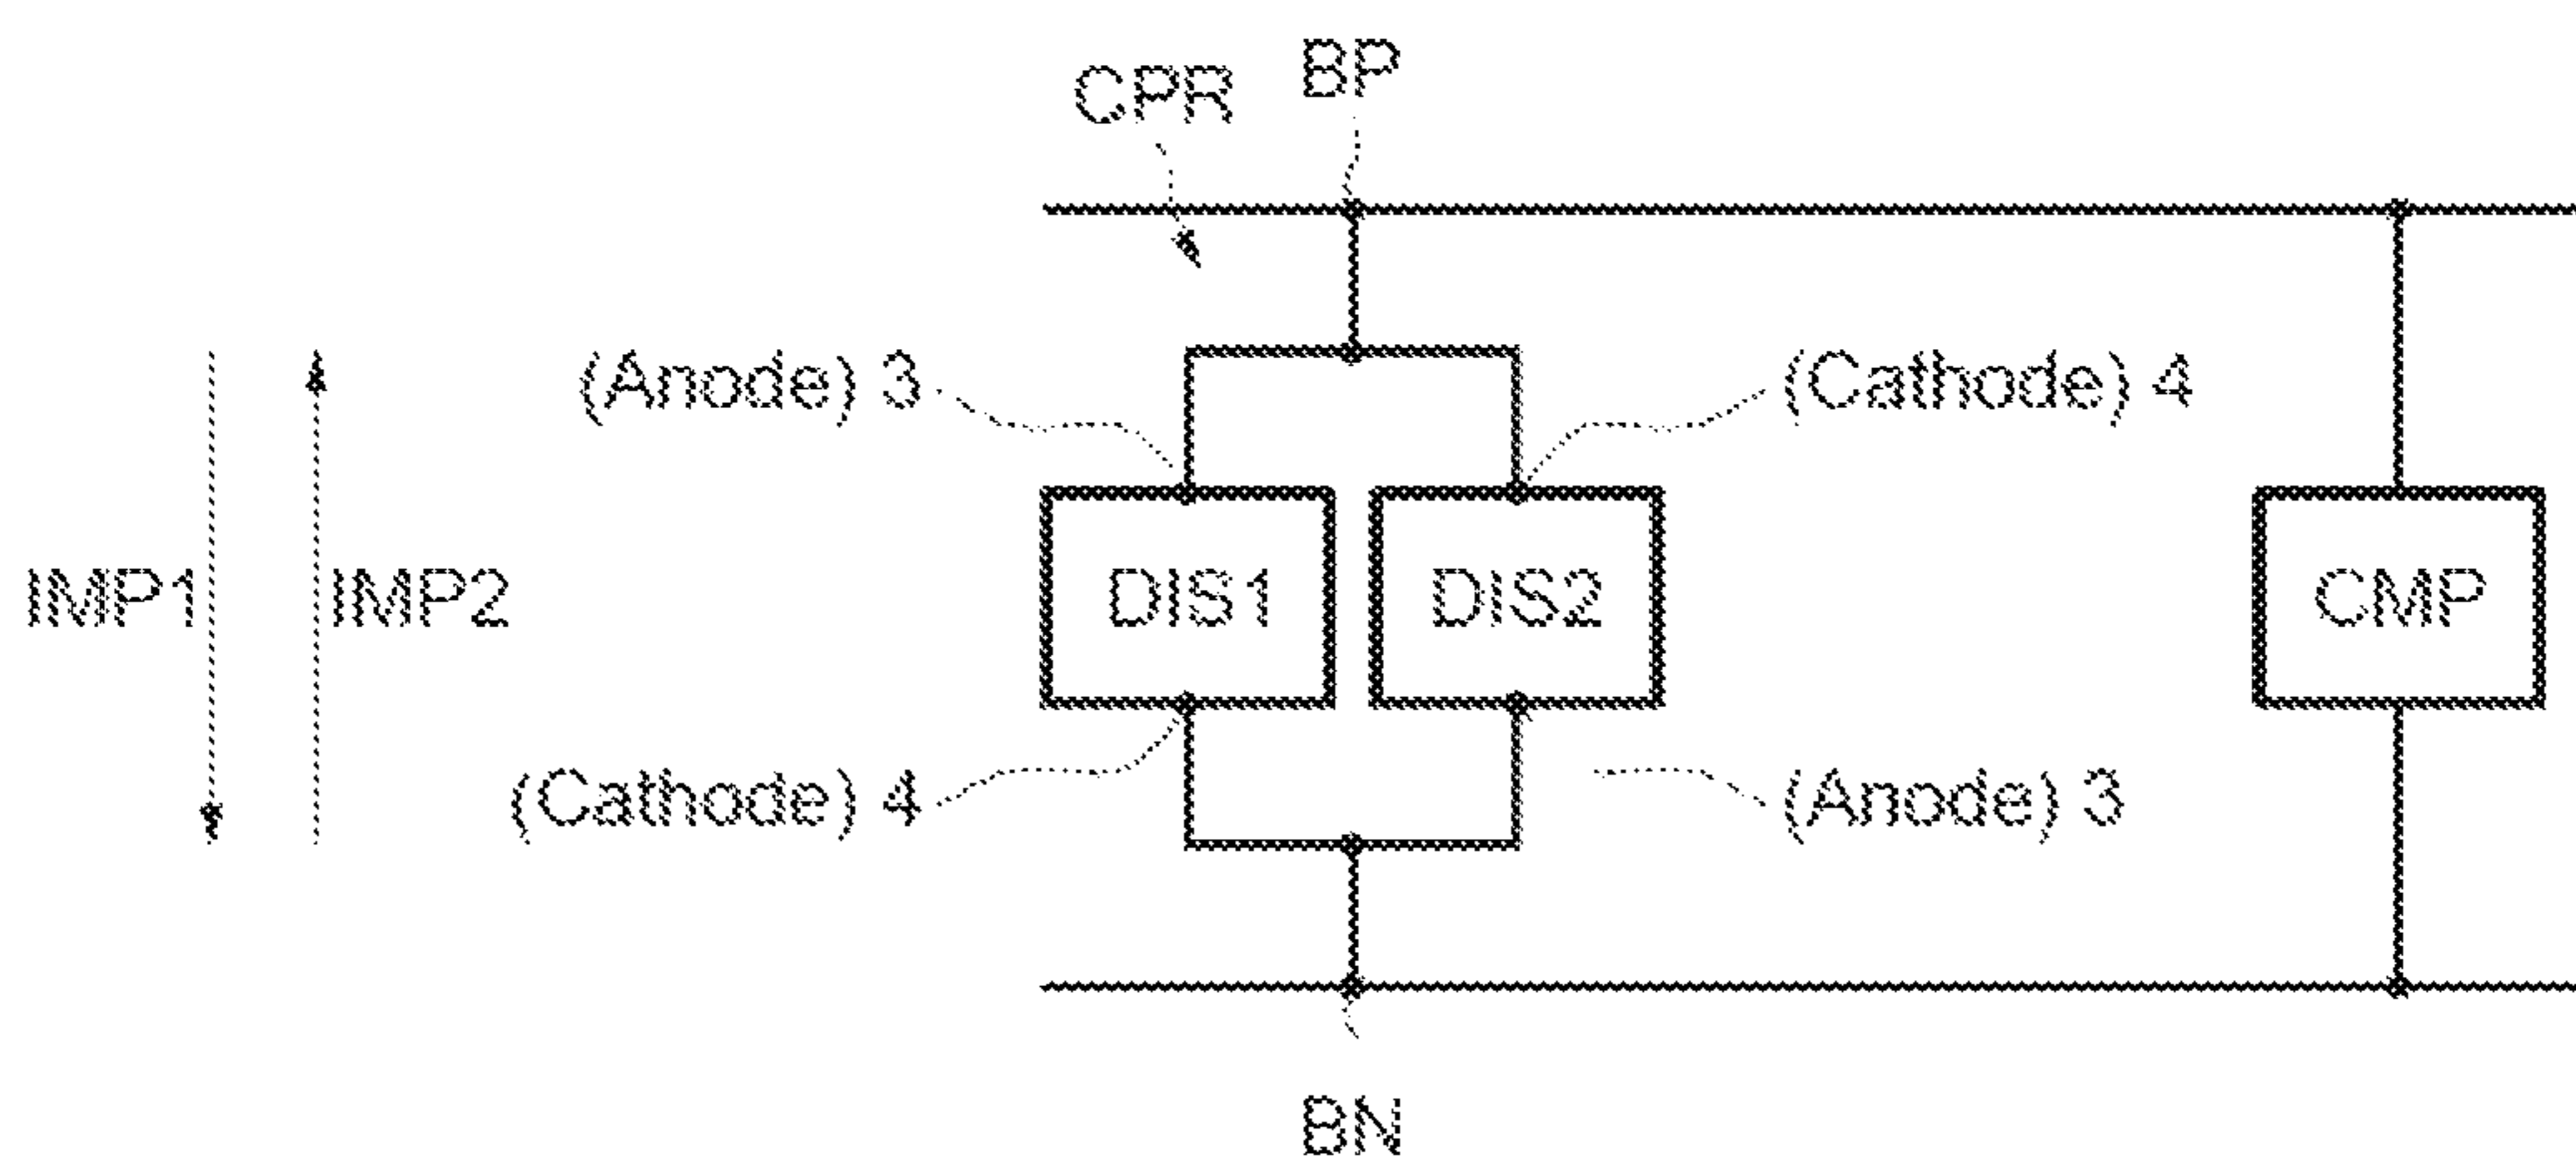 CPR BP
(Anode) 3 (Cathode) 4
IMP1 IMP2 DIS1 DIS2 CMP
(Cathode) 4 (Anode) 3
BN